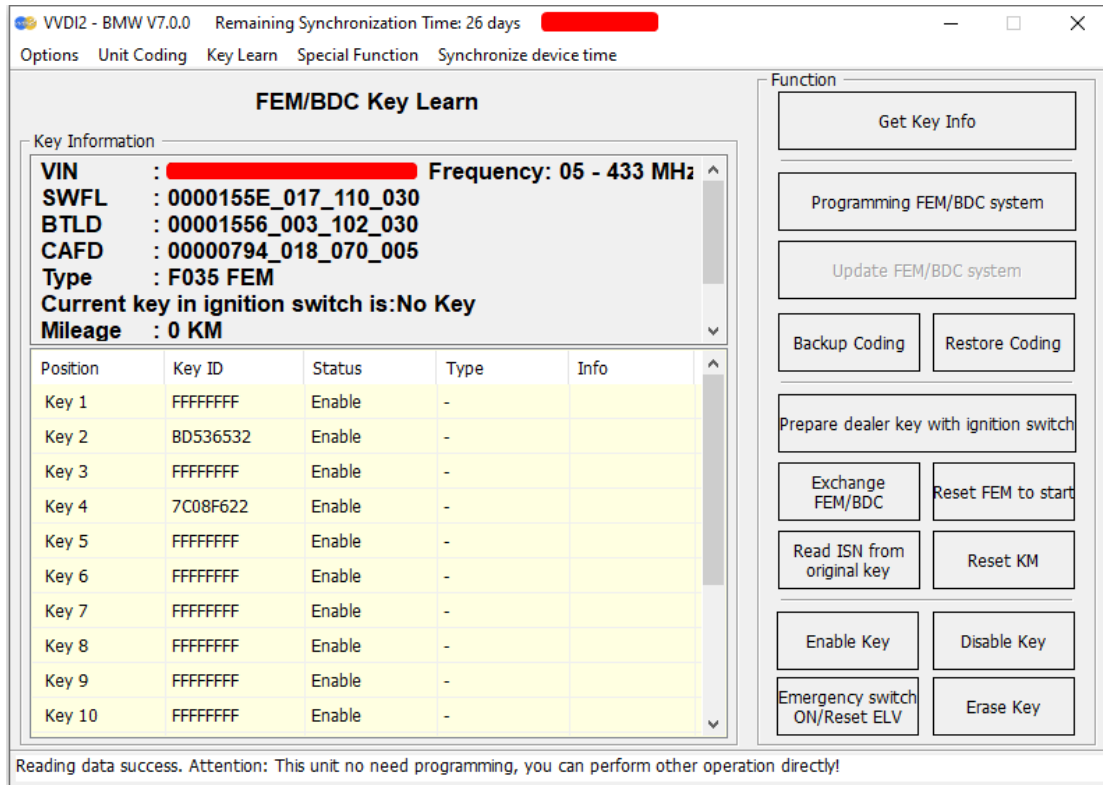 VVDI2 - BMW V7.0.0 Remaining Synchronization Time: 26 days
Options Unit Coding Key Learn Special Function Synchronize device time
FEM/BDC Key Learn
Key Information
VIN : Frequency: 05 - 433 MHz
SWFL : 0000155E_017_110_030
BTLD : 00001556_003_102_030
CAFD : 00000794_018_070_005
Type : F035 FEM
Current key in ignition switch is:No Key
Mileage : 0 KM
Position Key ID Status Type Info
Key 1 FFFFFFFF Enable -
Key 2 BD536532 Enable -
Key 3 FFFFFFFF Enable -
Key 4 7C08F622 Enable -
Key 5 FFFFFFFF Enable -
Key 6 FFFFFFFF Enable -
Key 7 FFFFFFFF Enable -
Key 8 FFFFFFFF Enable -
Key 9 FFFFFFFF Enable -
Key 10 FFFFFFFF Enable -
Function
Get Key Info
Programming FEM/BDC system
Update FEM/BDC system
Backup Coding
Restore Coding
Prepare dealer key with ignition switch
Exchange
FEM/BDC
Reset FEM to start
Read ISN from
original key
Reset KM
Enable Key
Disable Key
Emergency switch
ON/Reset ELV
Erase Key
Reading data success. Attention: This unit no need programming, you can perform other operation directly!